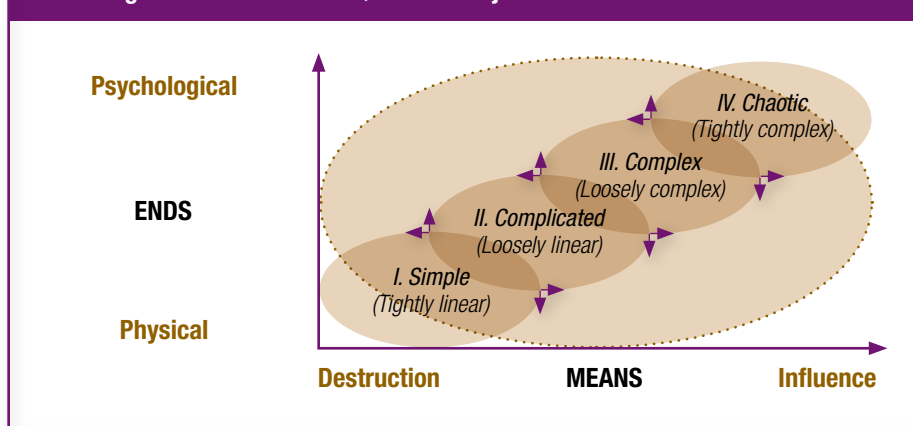 Psychological
IV. Chaotic
(Tightly complex)
III. Complex
(Loosely complex)
ENDS
II. Complicated
(Loosely linear)
I. Simple
(Tightly linear)
Physical
Destruction
MEANS
Influence